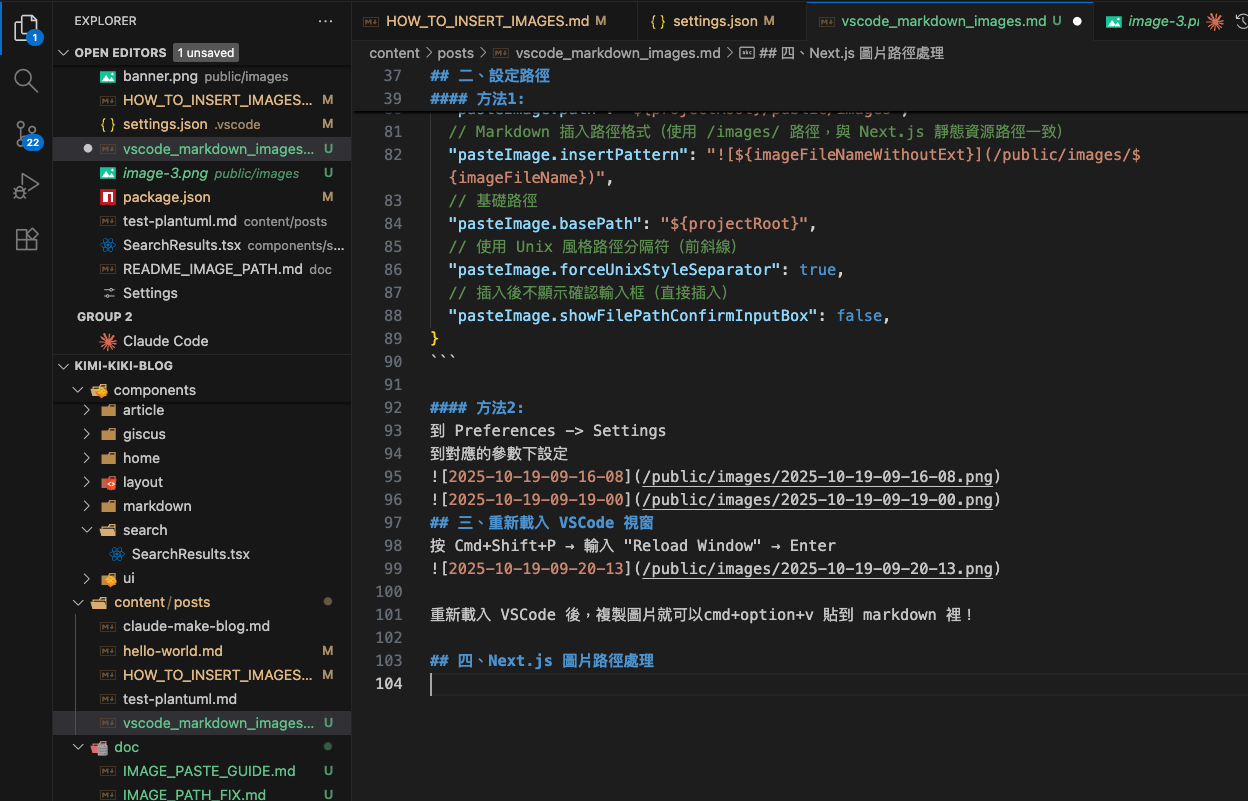 EXPLORER
OPEN EDITORS 1 unsaved
banner.png public/images
HOW_TO_INSERT_IMAGES... M
{ } settings.json .vscode M
vscode_markdown_images... U
image-3.png public/images U
package.json M
test-plantuml.md content/posts
SearchResults.tsx components/s...
README_IMAGE_PATH.md doc
Settings
GROUP 2
Claude Code
KIMI-KIKI-BLOG
components
article
giscus
home
layout
markdown
search
SearchResults.tsx
ui
content/posts
claude-make-blog.md
hello-world.md M
HOW_TO_INSERT_IMAGES... M
test-plantuml.md
vscode_markdown_images... U
doc
IMAGE_PASTE_GUIDE.md U
IMAGE_PATH_FIX.md U
1
22
HOW_TO_INSERT_IMAGES.md M
{ } settings.json M
vscode_markdown_images.md U
image-3.p
content > posts > vscode_markdown_images.md > ## 四、Next.js 圖片路徑處理
37 ## 二、設定路徑
39 #### 方法1:
81 // Markdown 插入路徑格式（使用 /images/ 路徑，與 Next.js 靜態資源路徑一致）
82 "pasteImage.insertPattern": "![${imageFileNameWithoutExt}](/public/images/$
{imageFileName})",
83 // 基礎路徑
84 "pasteImage.basePath": "${projectRoot}",
85 // 使用 Unix 風格路徑分隔符（前斜線）
86 "pasteImage.forceUnixStyleSeparator": true,
87 // 插入後不顯示確認輸入框（直接插入）
88 "pasteImage.showFilePathConfirmInputBox": false,
89 }
90 ```
91
92 #### 方法2:
93 到 Preferences —> Settings
94 到對應的參數下設定
95 ![2025-10-19-09-16-08](/public/images/2025-10-19-09-16-08.png)
96 ![2025-10-19-09-19-00](/public/images/2025-10-19-09-19-00.png)
97 ## 三、重新載入 VSCode 視窗
98 按 Cmd+Shift+P → 輸入 "Reload Window" → Enter
99 ![2025-10-19-09-20-13](/public/images/2025-10-19-09-20-13.png)
100
101 重新載入 VSCode 後，複製圖片就可以cmd+option+v 貼到 markdown 裡！
102
103 ## 四、Next.js 圖片路徑處理
104